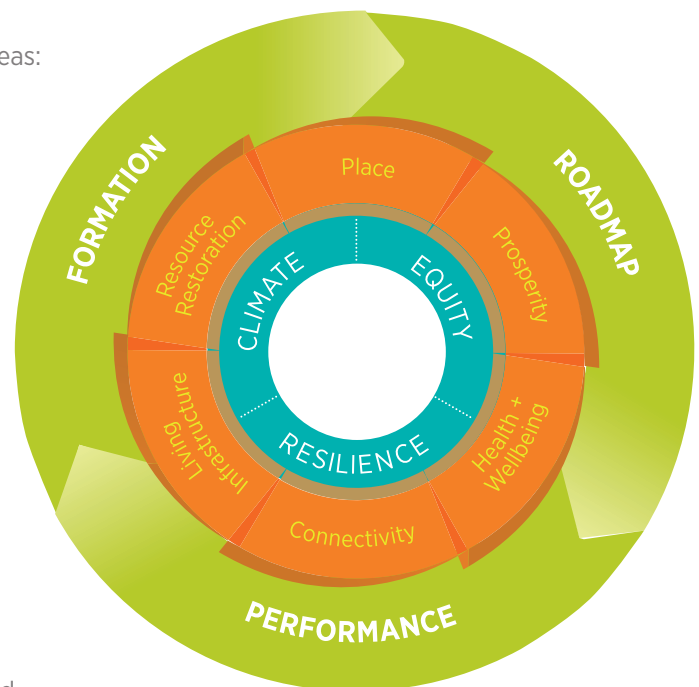 eas:
FORMATION
ROADMAP
PERFORMANCE
Place
Prosperity
Health +
Wellbeing
Connectivity
Living
Infrastructure
Resource
Restoration
CLIMATE
EQUITY
RESILIENCE